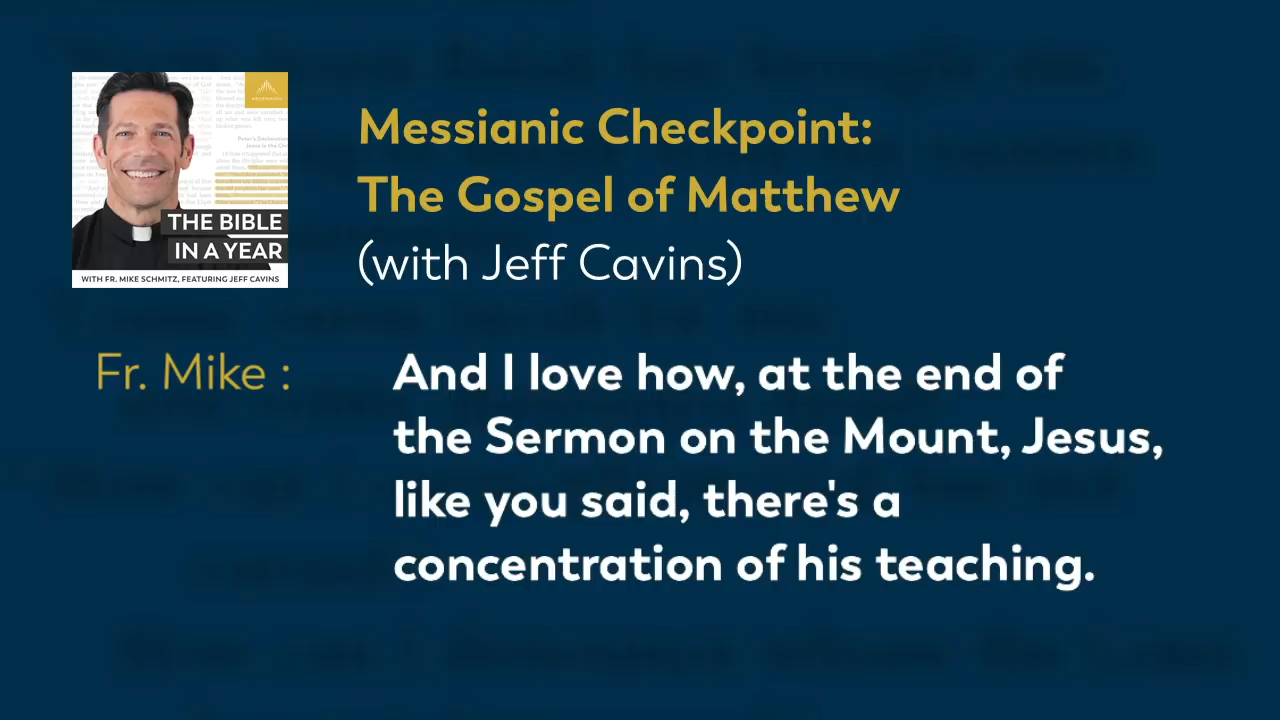 Messianic Checkpoint:
The Gospel of Matthew
(with Jeff Cavins)
THE BIBLE
IN A YEAR
WITH FR. MIKE SCHMITZ, FEATURING JEFF CAVINS
Fr. Mike :
And I love how, at the end of
the Sermon on the Mount, Jesus,
like you said, there's a
concentration of his teaching.